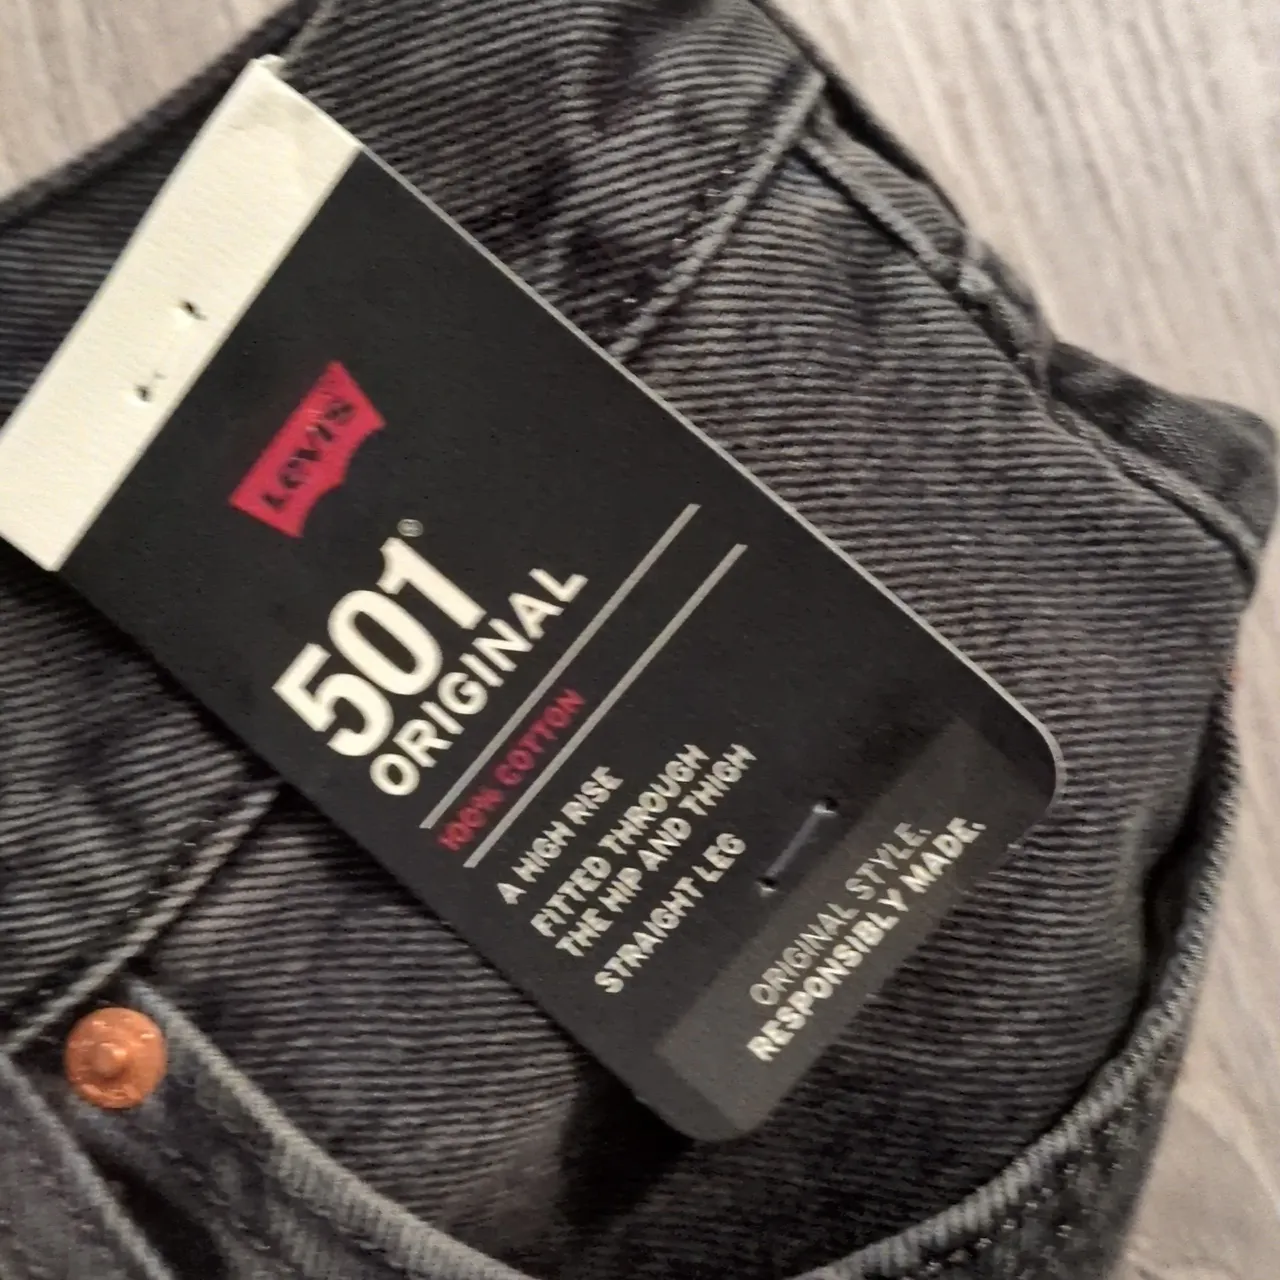 Levi's
501®
ORIGINAL
100% COTTON
A HIGH RISE
FITTED THROUGH
THE HIP AND THIGH
STRAIGHT LEG
ORIGINAL STYLE.
RESPONSIBLY MADE.